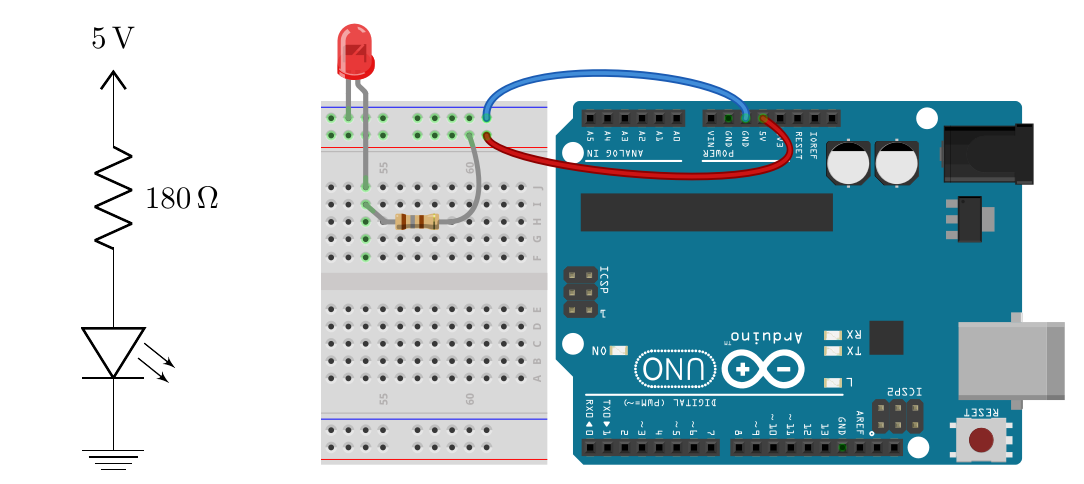 5 V
180 Ω
55
60
J
I
H
G
F
E
D
C
B
A
55
60
A5
A4
A3
A2
A1
A0
ANALOG IN
VIN
GND
GND
5V
3V3
RESET
IOREF
POWER
ICSP
1
ON
UNO
Arduino
TM
RX
TX
L
ICSP2
RESET
DIGITAL (PWM=~)
RX0◄0
TX0►1
2
~3
4
~5
~6
7
8
~9
~10
~11
12
13
GND
AREF